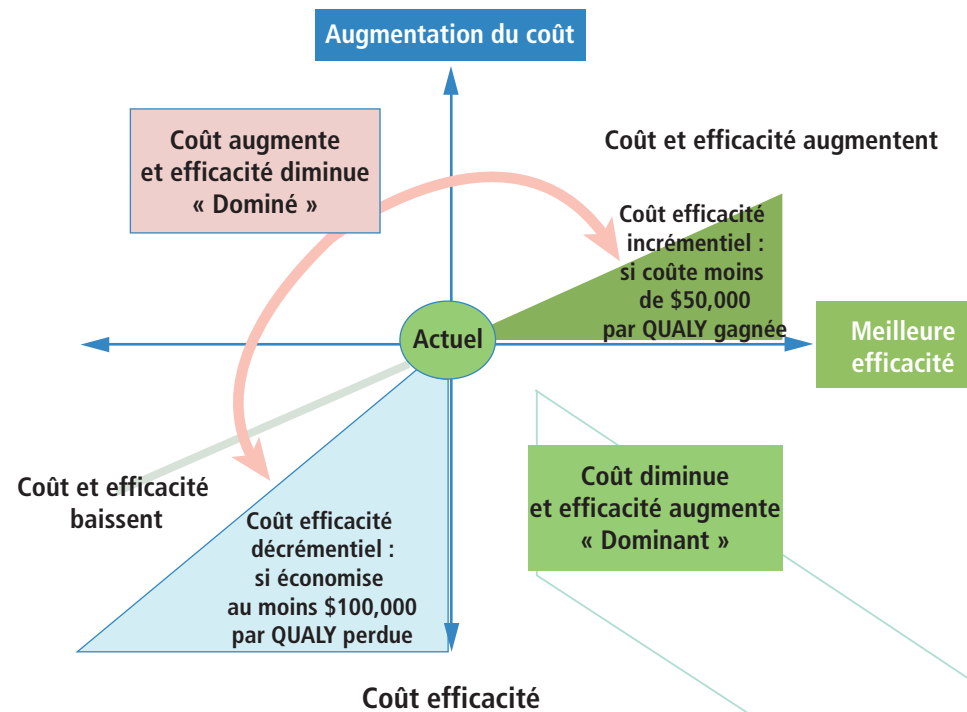 Augmentation du coût
Coût augmente
et efficacité diminue
« Dominé »
Coût et efficacité augmentent
Coût efficacité
incrémentiel :
si coûte moins
de $50,000
par QUALY gagnée
Actuel
Meilleure
efficacité
Coût et efficacité
baissent
Coût efficacité
décrémentiel :
si économise
au moins $100,000
par QUALY perdue
Coût diminue
et efficacité augmente
« Dominant »
Coût efficacité